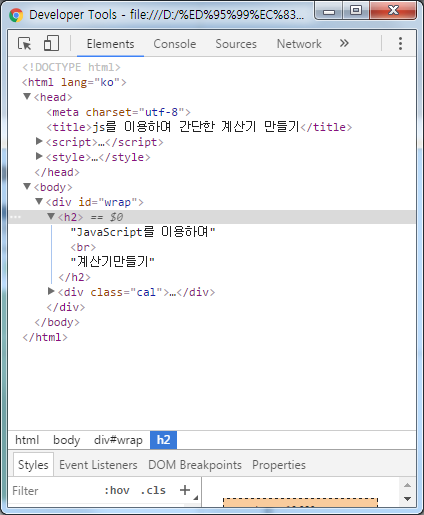 Developer Tools - file:///D:/%ED%95%99%EC%83...
Elements Console Sources Network »
<!DOCTYPE html>
<html lang="ko">
▼<head>
<meta charset="utf-8">
<title>js를 이용하여 간단한 계산기 만들기</title>
▶<script>…</script>
▶<style>…</style>
</head>
▼<body>
▼<div id="wrap">
… ▼<h2> == $0
"JavaScript를 이용하여"
<br>
"계산기만들기"
</h2>
▶<div class="cal">…</div>
</div>
</body>
</html>
html body div#wrap h2
Styles Event Listeners DOM Breakpoints Properties
Filter :hov .cls +